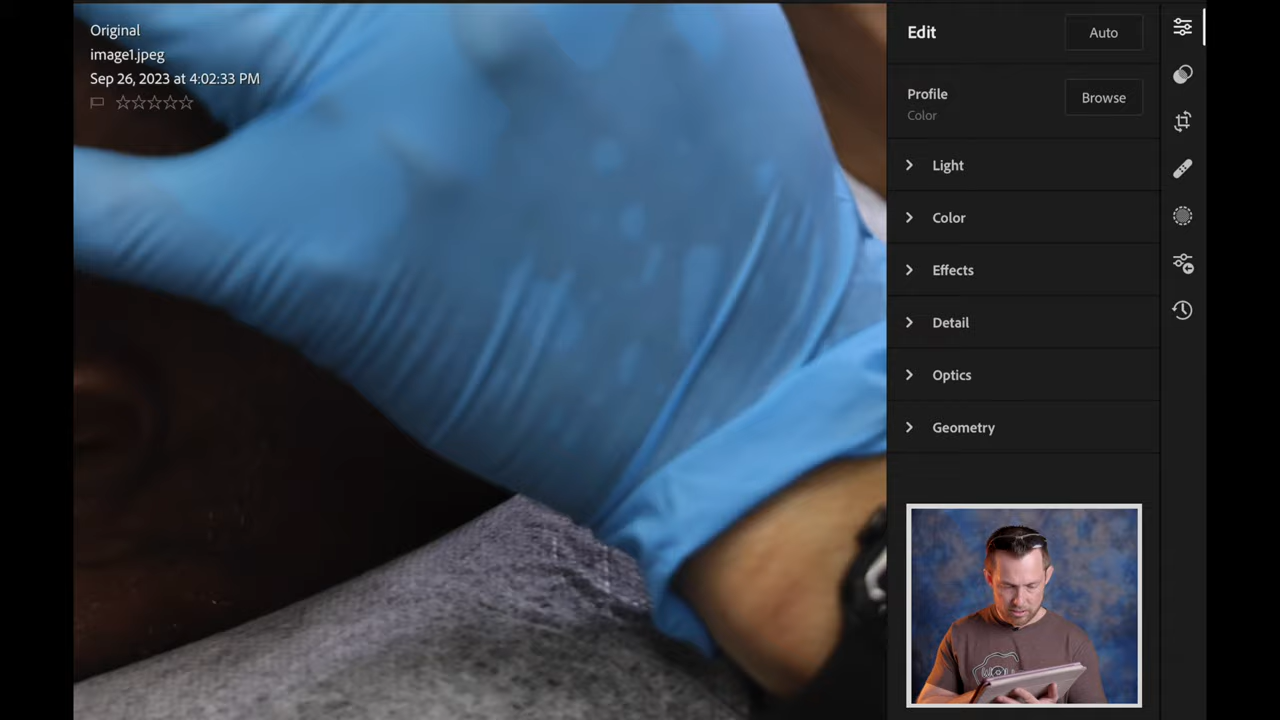 Original
image1.jpeg
Sep 26, 2023 at 4:02:33 PM
Edit
Auto
Profile
Color
Browse
Light
Color
Effects
Detail
Optics
Geometry